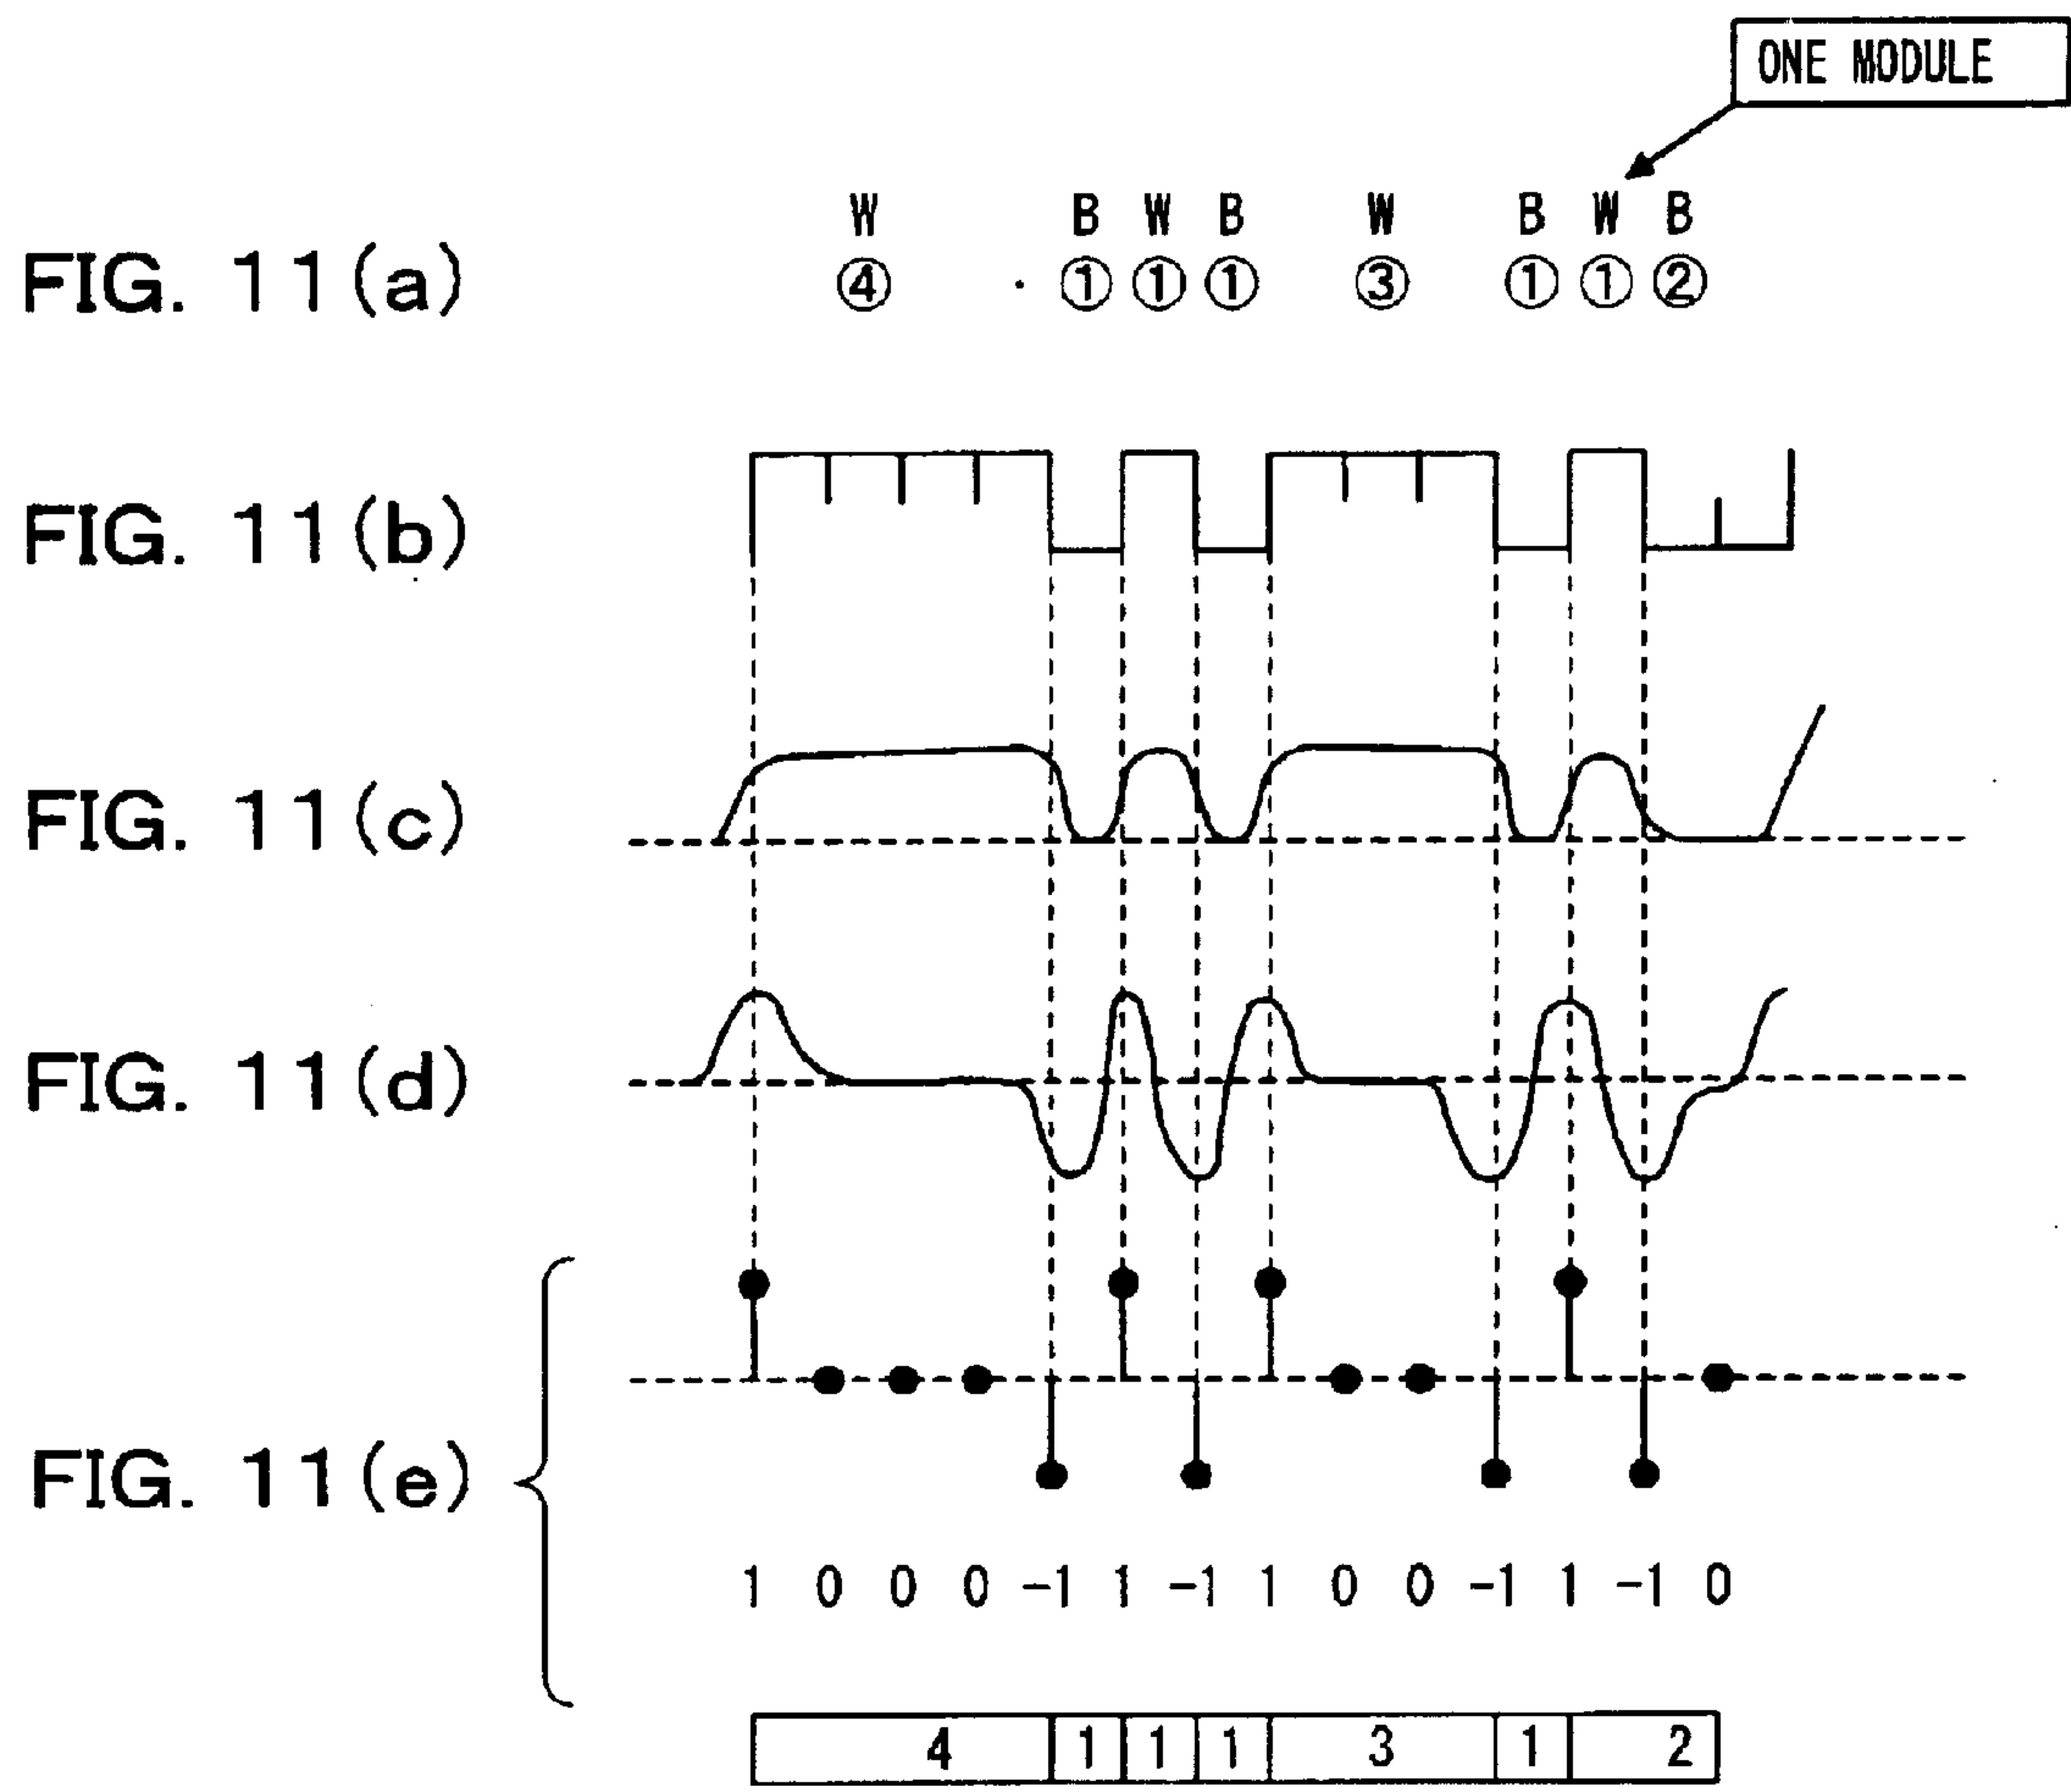 ONE MODULE
W B W B W B W B
FIG. 11(a) ④ ① ① ① ③ ① ① ②
FIG. 11(b)
FIG. 11(c)
FIG. 11(d)
FIG. 11(e)
1 0 0 0 -1 1 -1 1 0 0 -1 1 -1 0
4 1 1 1 3 1 2